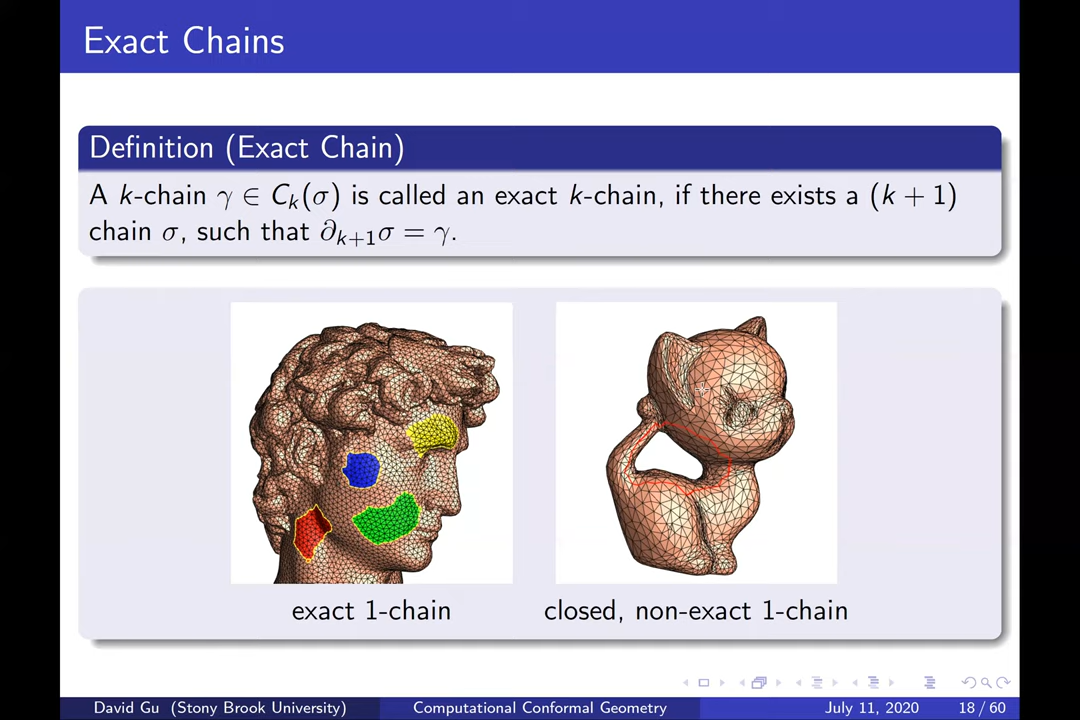 Exact Chains
Definition (Exact Chain)
A k-chain γ ∈ Cₖ(σ) is called an exact k-chain, if there exists a (k + 1)
chain σ, such that ∂ₖ₊₁σ = γ.
exact 1-chain
closed, non-exact 1-chain
David Gu (Stony Brook University)
Computational Conformal Geometry
July 11, 2020
18 / 60